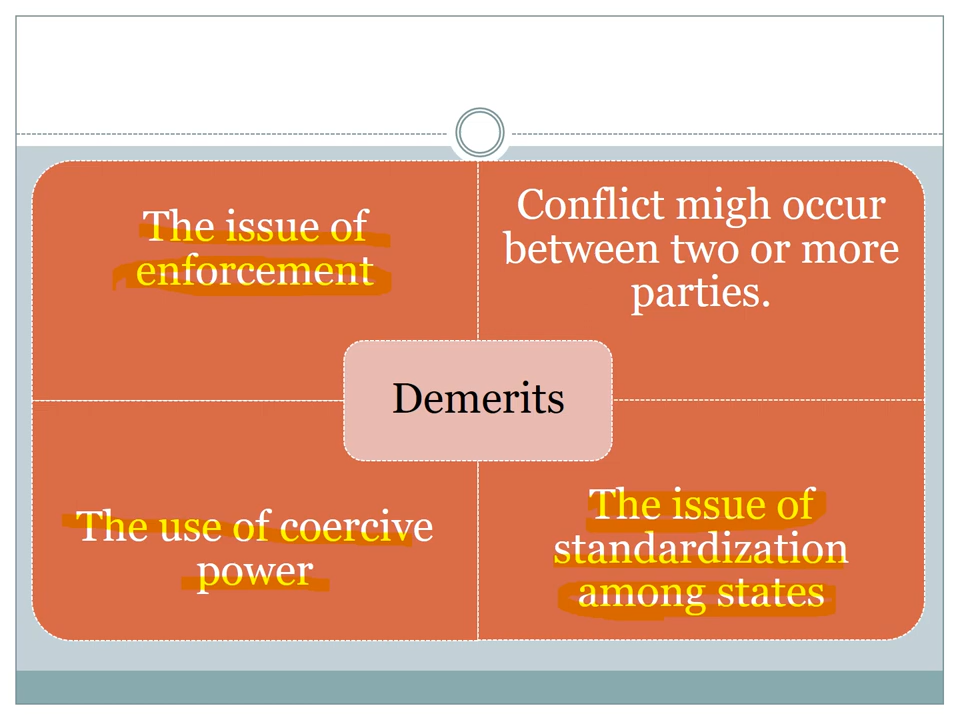 The issue of
enforcement
Conflict migh occur
between two or more
parties.
Demerits
The use of coercive
power
The issue of
standardization
among states